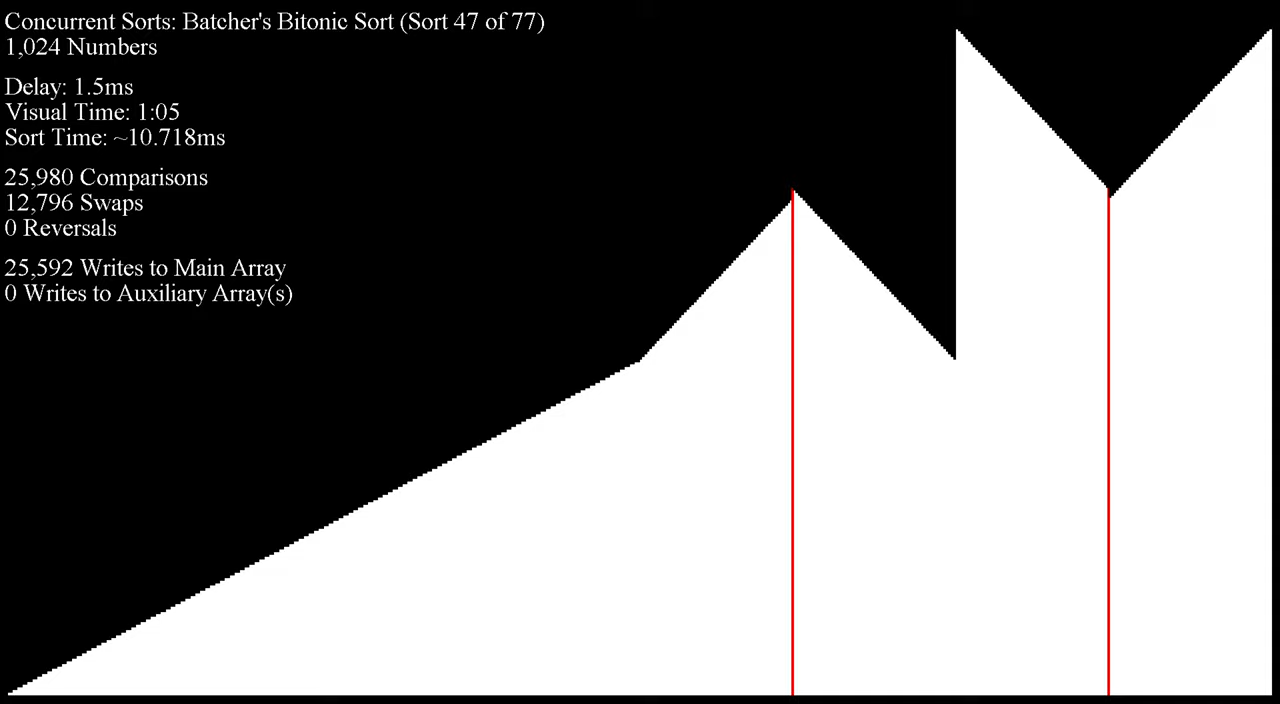 Concurrent Sorts: Batcher's Bitonic Sort (Sort 47 of 77)
1,024 Numbers
Delay: 1.5ms
Visual Time: 1:05
Sort Time: ~10.718ms
25,980 Comparisons
12,796 Swaps
0 Reversals
25,592 Writes to Main Array
0 Writes to Auxiliary Array(s)